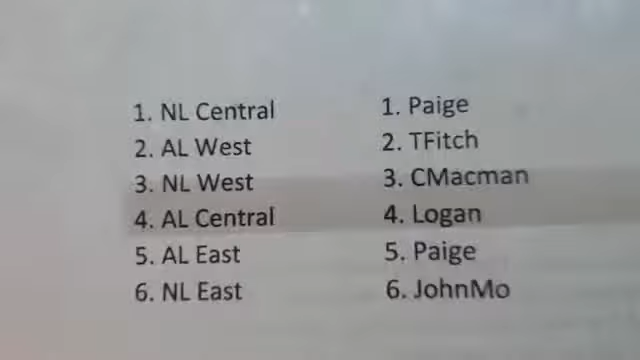 1. NL Central
2. AL West
3. NL West
4. AL Central
5. AL East
6. NL East
1. Paige
2. TFitch
3. CMacman
4. Logan
5. Paige
6. JohnMo